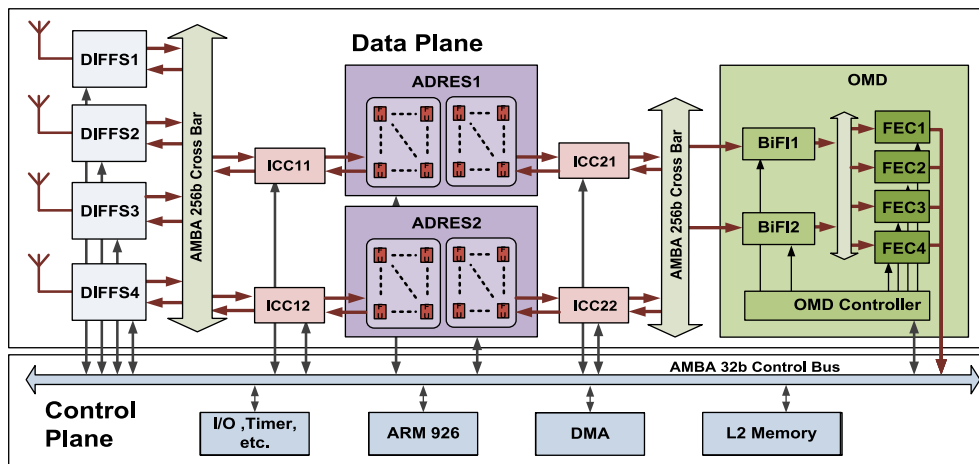 Data Plane
DIFFS1
DIFFS2
DIFFS3
DIFFS4
AMBA 256b Cross Bar
ICC11
ICC12
ADRES1
ADRES2
ICC21
ICC22
AMBA 256b Cross Bar
OMD
BiFI1
BiFI2
FEC1
FEC2
FEC3
FEC4
OMD Controller
AMBA 32b Control Bus
Control
Plane
I/O ,Timer,
etc.
ARM 926
DMA
L2 Memory